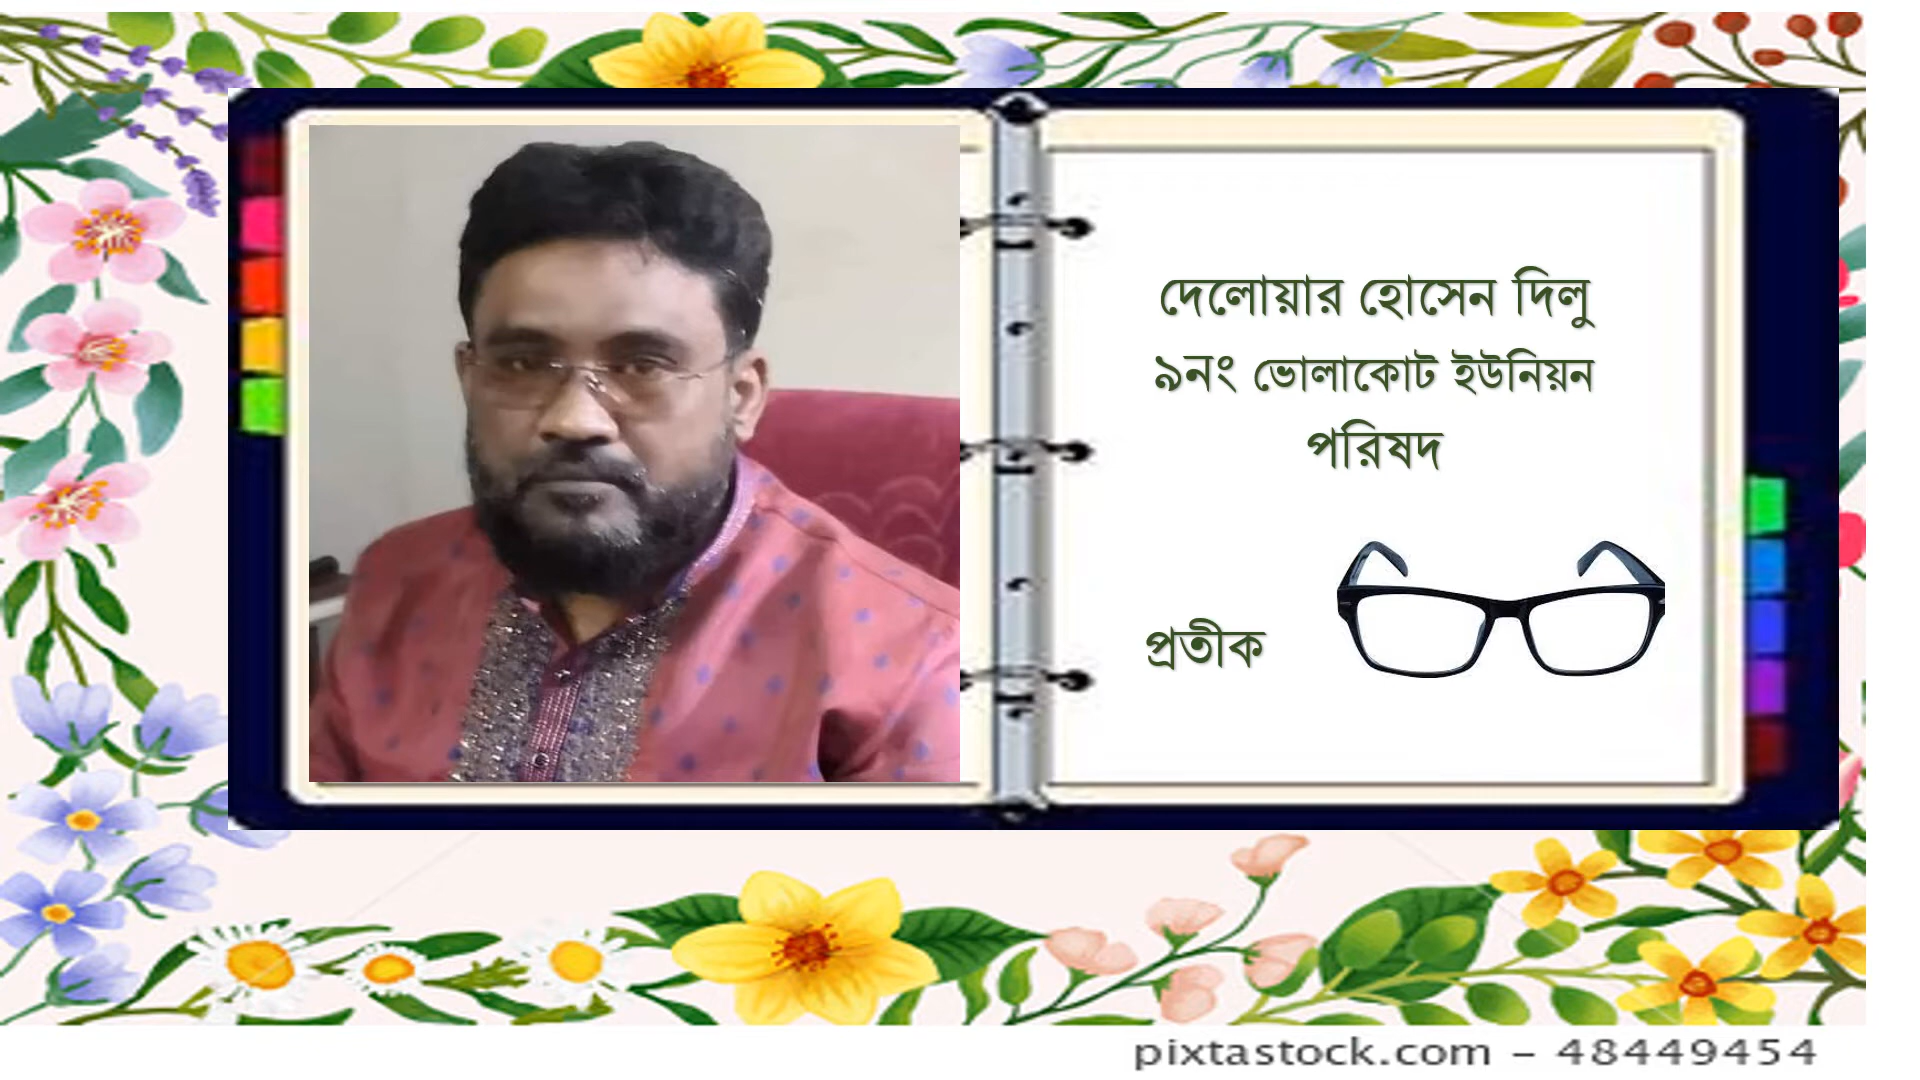 দেলোয়ার হোসেন দিলু
৯নং ভোলাকোট ইউনিয়ন
পরিষদ
প্রতীক
pixtastock.com – 48449454